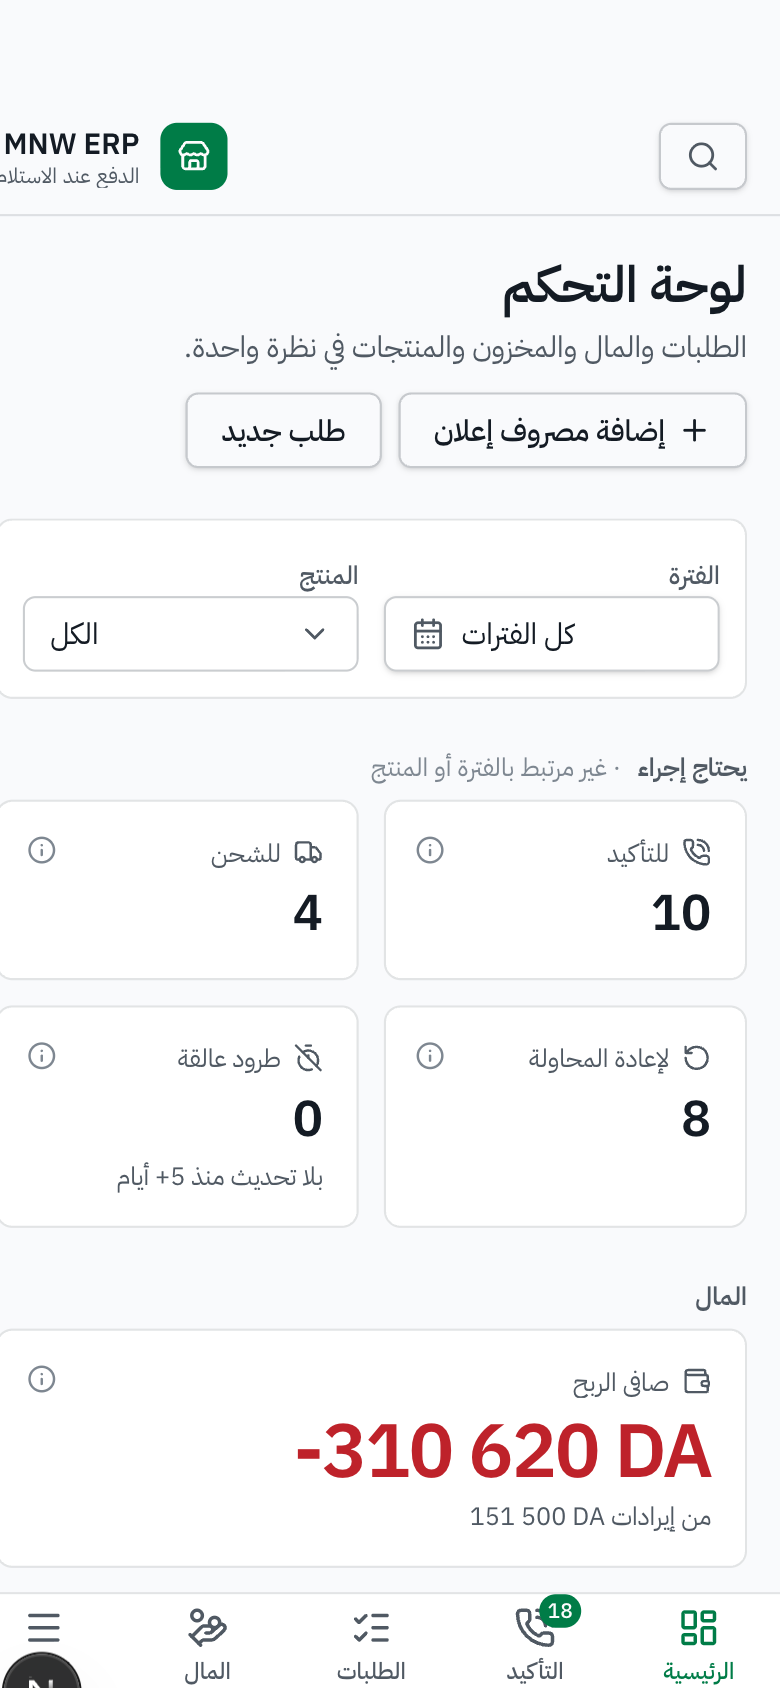 MNW ERP
الدفع عند الاستلام
لوحة التحكم
الطلبات والمال والمخزون والمنتجات في نظرة واحدة.
إضافة مصروف إعلان
طلب جديد
الفترة
المنتج
كل الفترات
الكل
يحتاج إجراء · غير مرتبط بالفترة أو المنتج
للتأكيد
10
للشحن
4
لإعادة المحاولة
8
طرود عالقة
0
بلا تحديث منذ 5+ أيام
المال
صافي الربح
-310 620 DA
من إيرادات 151 500 DA
الرئيسية
18
التأكيد
الطلبات
المال
N